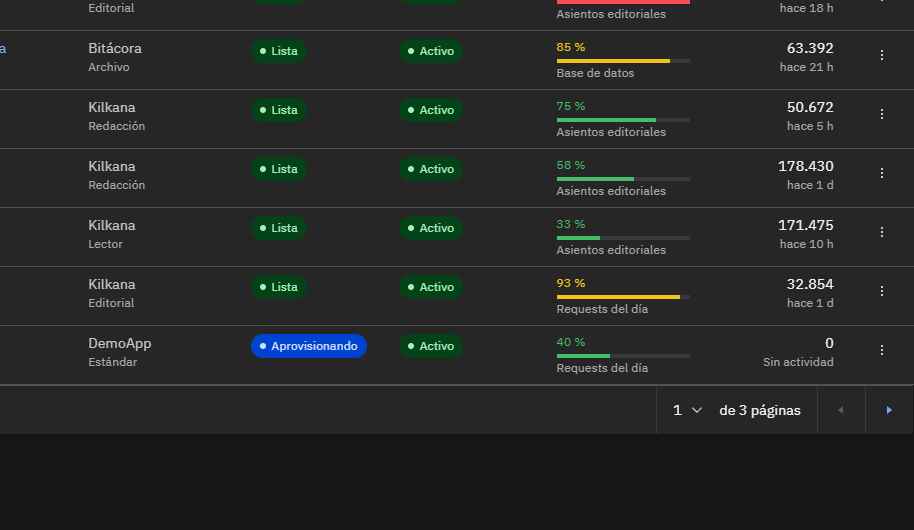 Editorial
Asientos editoriales
hace 18 h
a
Bitácora
Archivo
Lista
Activo
85 %
Base de datos
63.392
hace 21 h
Kilkana
Redacción
Lista
Activo
75 %
Asientos editoriales
50.672
hace 5 h
Kilkana
Redacción
Lista
Activo
58 %
Asientos editoriales
178.430
hace 1 d
Kilkana
Lector
Lista
Activo
33 %
Asientos editoriales
171.475
hace 10 h
Kilkana
Editorial
Lista
Activo
93 %
Requests del día
32.854
hace 1 d
DemoApp
Estándar
Aprovisionando
Activo
40 %
Requests del día
0
Sin actividad
1 de 3 páginas